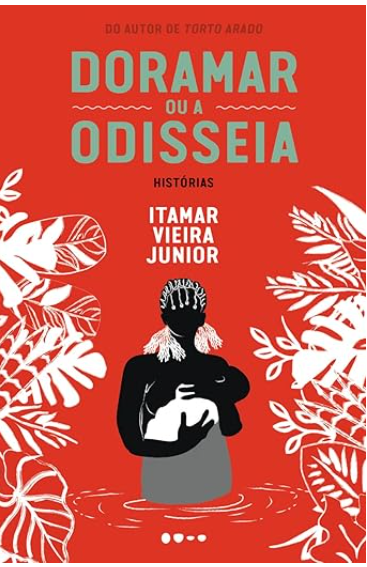 DO AUTOR DE TORTO ARADO
DORAMAR
OU A
ODISSEIA
HISTÓRIAS
ITAMAR
VIEIRA
JUNIOR